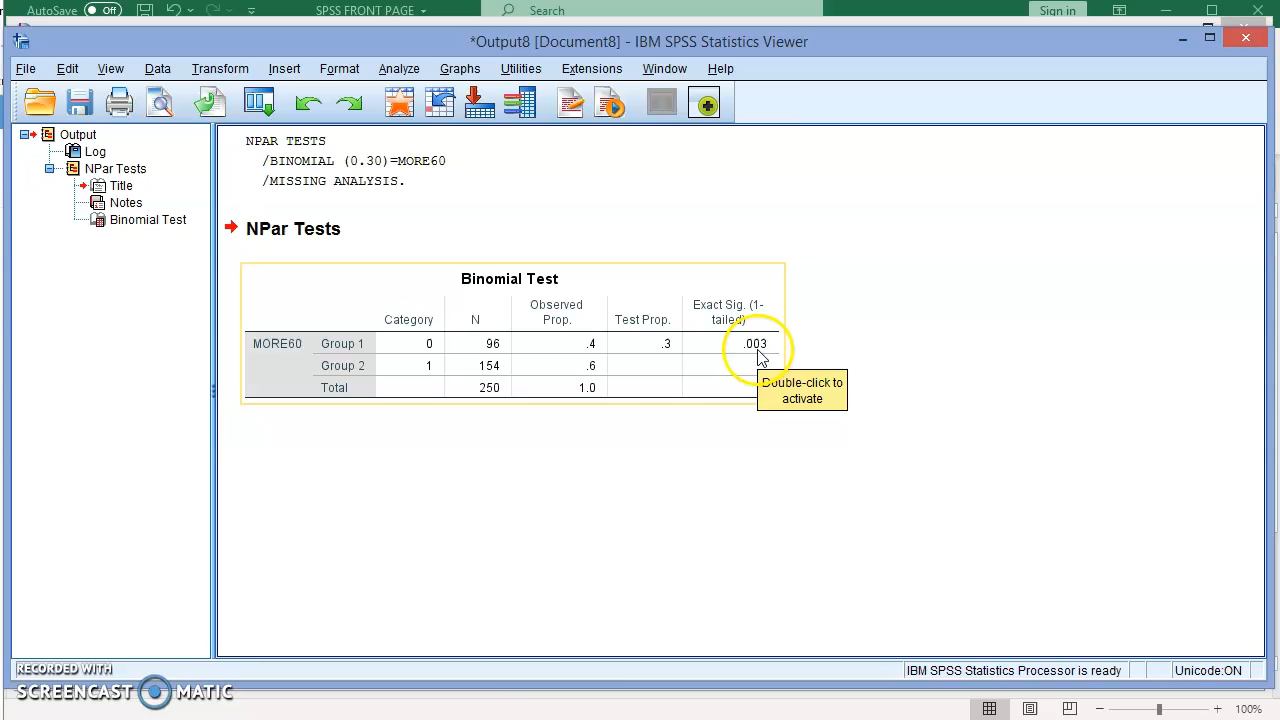 AutoSave Off SPSS FRONT PAGE Search Sign in
*Output8 [Document8] - IBM SPSS Statistics Viewer
File Edit View Data Transform Insert Format Analyze Graphs Utilities Extensions Window Help
Output
Log
NPar Tests
Title
Notes
Binomial Test
NPAR TESTS
/BINOMIAL (0.30)=MORE60
/MISSING ANALYSIS.
NPar Tests
Binomial Test
Category N Observed Prop. Test Prop. Exact Sig. (1-tailed)
MORE60 Group 1 0 96 .4 .3 .003
Group 2 1 154 .6
Total 250 1.0
Double-click to
activate
IBM SPSS Statistics Processor is ready Unicode:ON
RECORDED WITH
SCREENCAST MATIC
100%